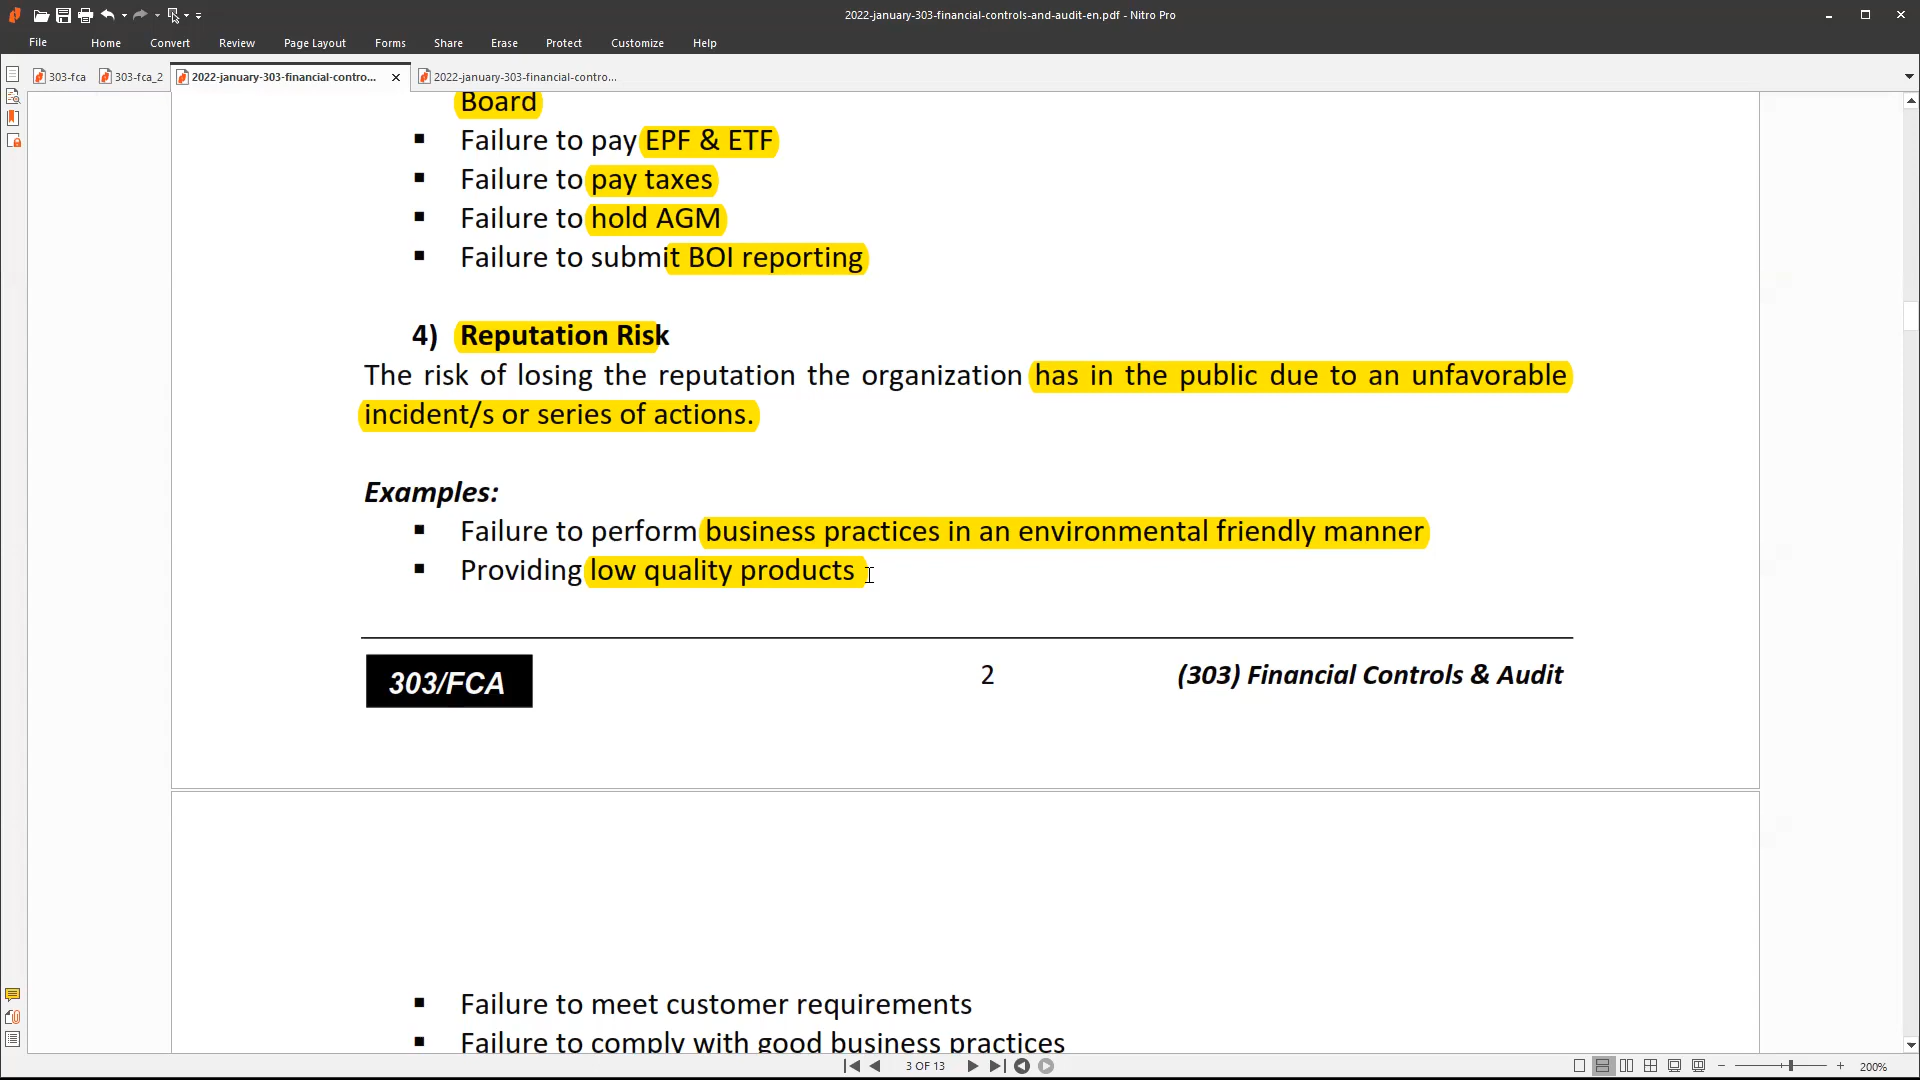 2022-january-303-financial-controls-and-audit-en.pdf - Nitro Pro
File Home Convert Review Page Layout Forms Share Erase Protect Customize Help
303-fca 303-fca_2 2022-january-303-financial-contro... 2022-january-303-financial-contro...
Board
▪ Failure to pay EPF & ETF
▪ Failure to pay taxes
▪ Failure to hold AGM
▪ Failure to submit BOI reporting
4) Reputation Risk
The risk of losing the reputation the organization has in the public due to an unfavorable
incident/s or series of actions.
Examples:
▪ Failure to perform business practices in an environmental friendly manner
▪ Providing low quality products
303/FCA 2 (303) Financial Controls & Audit
▪ Failure to meet customer requirements
▪ Failure to comply with good business practices
3 OF 13 200%